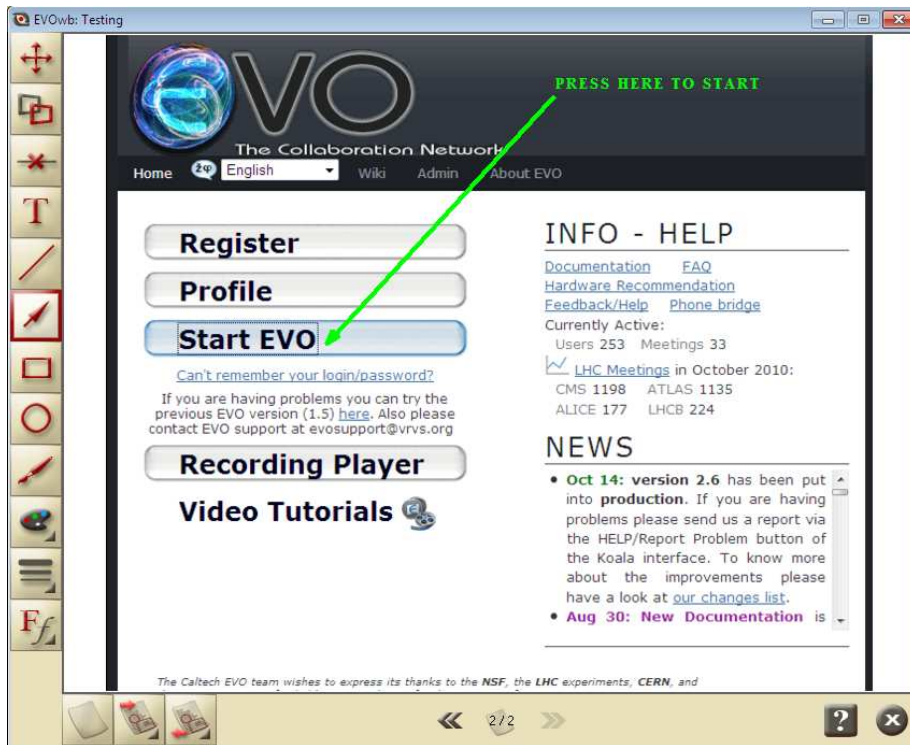 EVOwb: Testing
PRESS HERE TO START
EVO
The Collaboration Network
Home žφ English Wiki Admin About EVO
Register
Profile
Start EVO
Can't remember your login/password?
If you are having problems you can try the
previous EVO version (1.5) here. Also please
contact EVO support at evosupport@vrvs.org
Recording Player
Video Tutorials
INFO - HELP
Documentation FAQ
Hardware Recommendation
Feedback/Help Phone bridge
Currently Active:
Users 253 Meetings 33
LHC Meetings in October 2010:
CMS 1198 ATLAS 1135
ALICE 177 LHCB 224
NEWS
• Oct 14: version 2.6 has been put
into production. If you are having
problems please send us a report via
the HELP/Report Problem button of
the Koala interface. To know more
about the improvements please
have a look at our changes list.
• Aug 30: New Documentation is
The Caltech EVO team wishes to express its thanks to the NSF, the LHC experiments, CERN, and
T
Ff
2/2
?